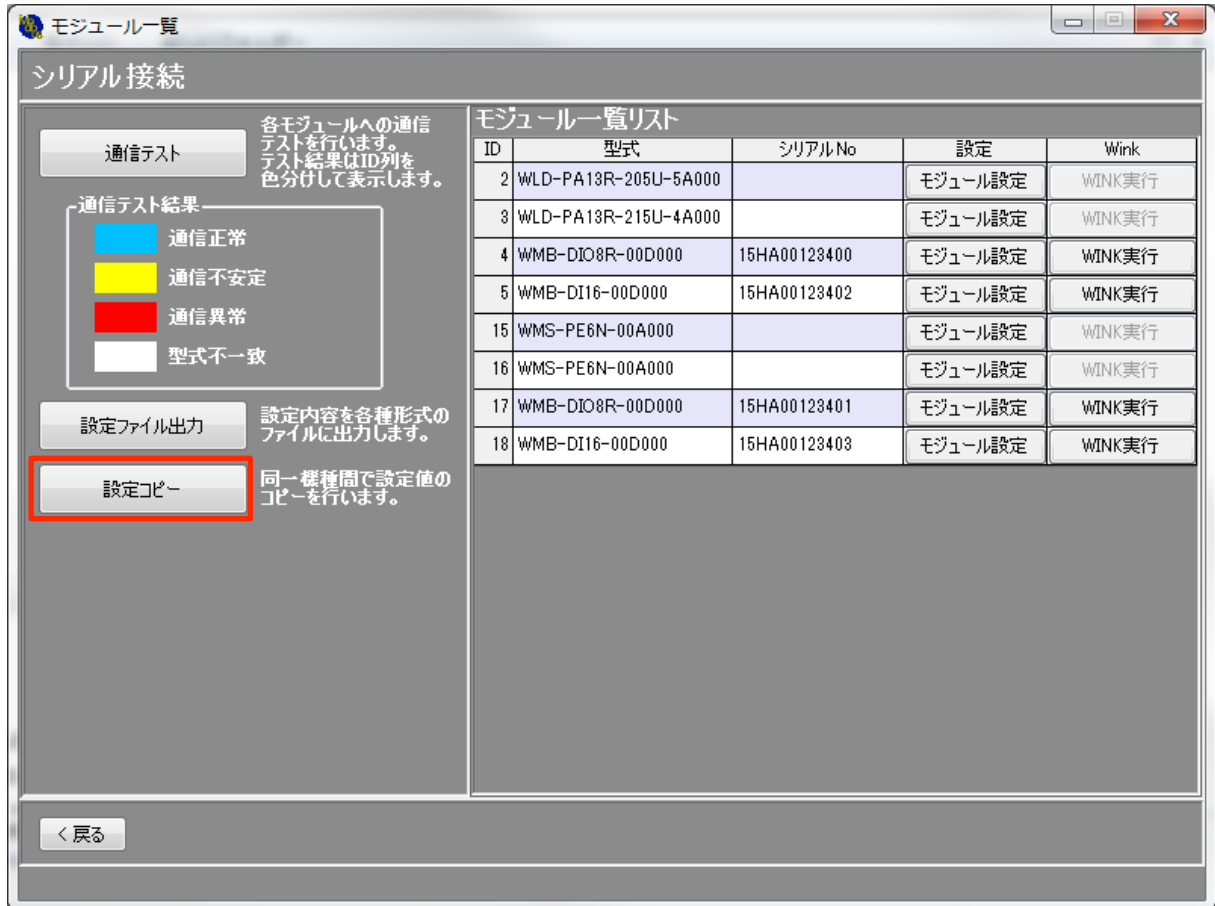 モジュール一覧
シリアル接続
通信テスト
各モジュールへの通信
テストを行います。
テスト結果はID列を
色分けして表示します。
通信テスト結果
通信正常
通信不安定
通信異常
型式不一致
設定ファイル出力
設定内容を各種形式の
ファイルに出力します。
設定コピー
同一機種間で設定値の
コピーを行います。
モジュール一覧リスト
ID 型式 シリアルNo 設定 Wink
2 WLD-PA13R-205U-5A000 モジュール設定 WINK実行
3 WLD-PA13R-215U-4A000 モジュール設定 WINK実行
4 WMB-DIO8R-00D000 15HA00123400 モジュール設定 WINK実行
5 WMB-DI16-00D000 15HA00123402 モジュール設定 WINK実行
15 WMS-PE6N-00A000 モジュール設定 WINK実行
16 WMS-PE6N-00A000 モジュール設定 WINK実行
17 WMB-DIO8R-00D000 15HA00123401 モジュール設定 WINK実行
18 WMB-DI16-00D000 15HA00123403 モジュール設定 WINK実行
<戻る